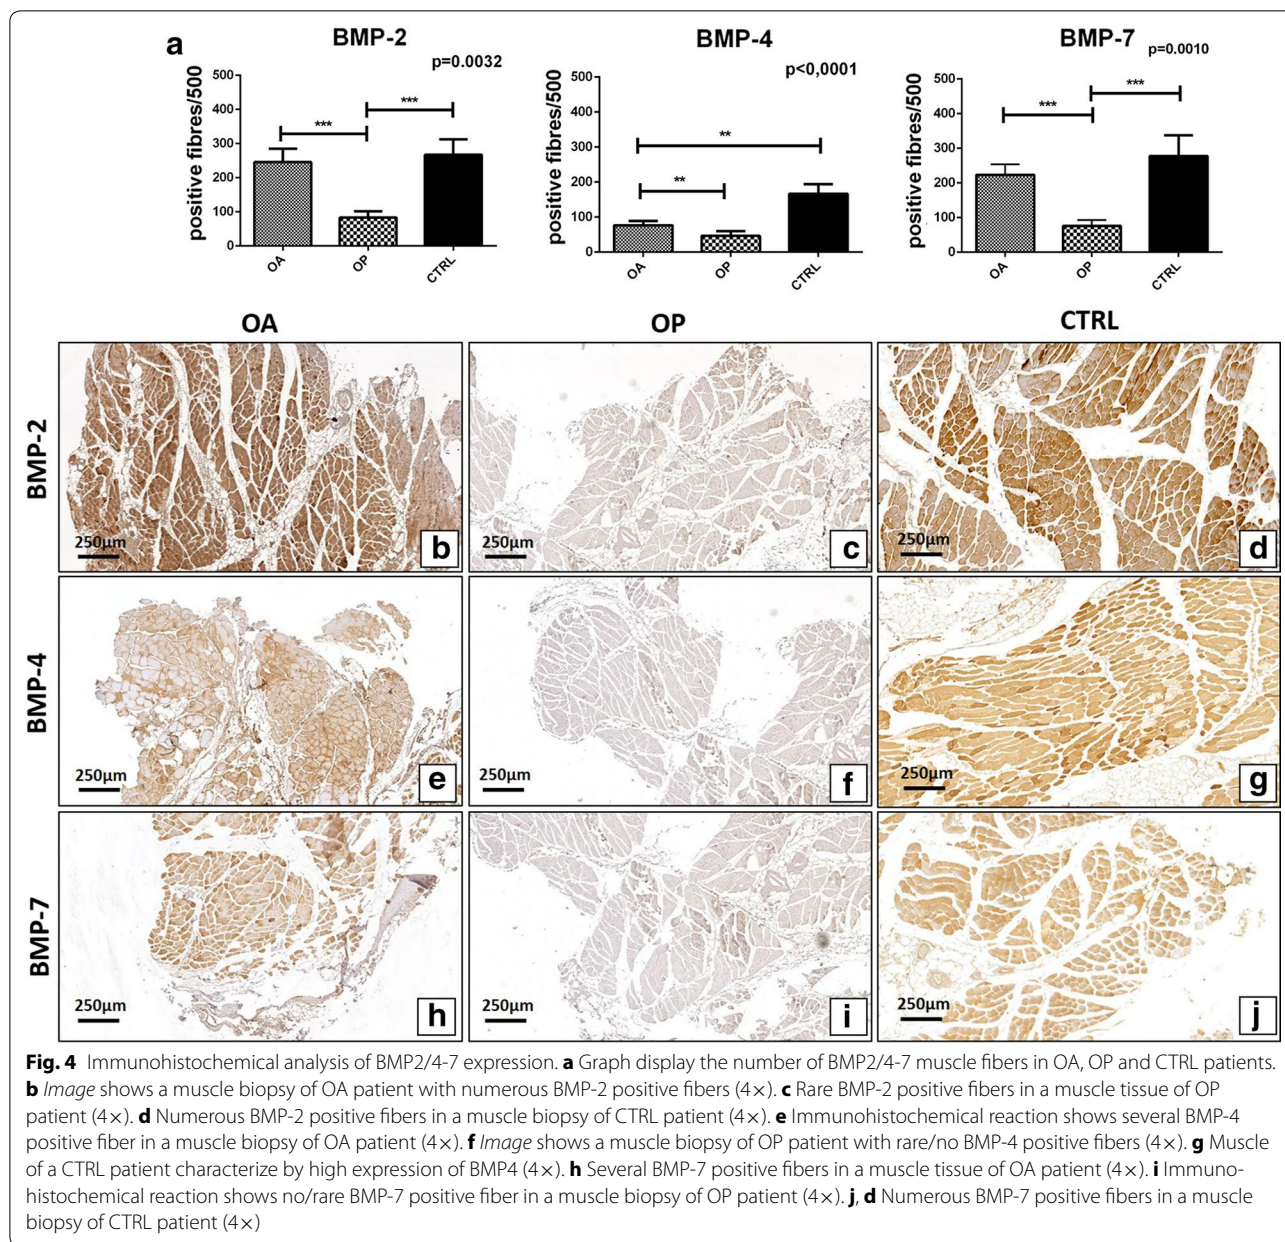 a
BMP-2
p=0.0032
positive fibres/500
500
400
300
200
100
0
***
***
OA
OP
CTRL
BMP-4
p<0,0001
positive fibres/500
500
400
300
200
100
0
**
**
OA
OP
CTRL
BMP-7
p=0.0010
positive fibres/500
500
400
300
200
100
0
***
***
OA
OP
CTRL
OA
OP
CTRL
BMP-2
250µm
b
250µm
c
250µm
d
BMP-4
250µm
e
250µm
f
250µm
g
BMP-7
250µm
h
250µm
i
250µm
j
Fig. 4 Immunohistochemical analysis of BMP2/4-7 expression. a Graph display the number of BMP2/4-7 muscle fibers in OA, OP and CTRL patients.
b Image shows a muscle biopsy of OA patient with numerous BMP-2 positive fibers (4×). c Rare BMP-2 positive fibers in a muscle tissue of OP
patient (4×). d Numerous BMP-2 positive fibers in a muscle biopsy of CTRL patient (4×). e Immunohistochemical reaction shows several BMP-4
positive fiber in a muscle biopsy of OA patient (4×). f Image shows a muscle biopsy of OP patient with rare/no BMP-4 positive fibers (4×). g Muscle
of a CTRL patient characterize by high expression of BMP4 (4×). h Several BMP-7 positive fibers in a muscle tissue of OA patient (4×). i Immuno-
histochemical reaction shows no/rare BMP-7 positive fiber in a muscle biopsy of OP patient (4×). j, d Numerous BMP-7 positive fibers in a muscle
biopsy of CTRL patient (4×)